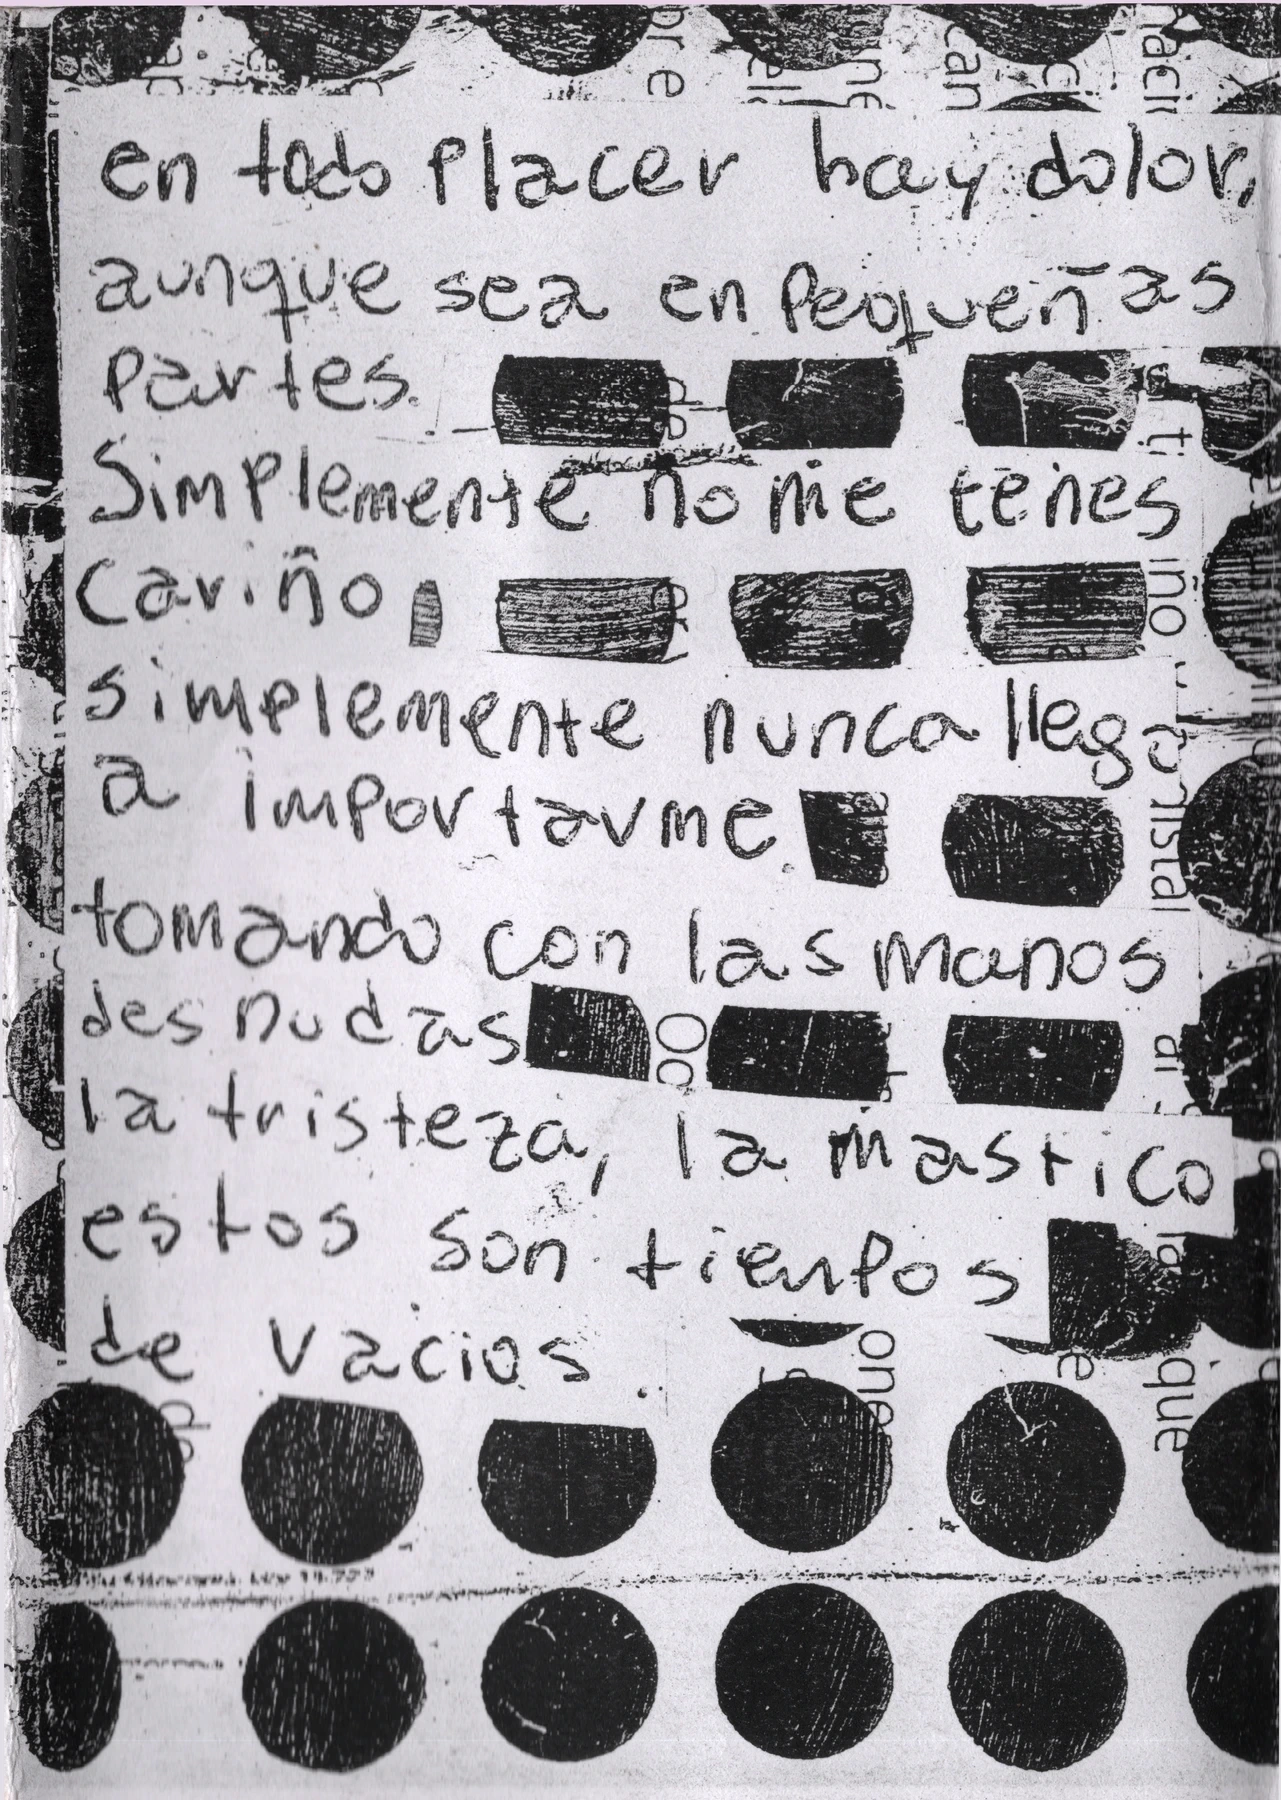 en todo placer hay dolor,
aunque sea en pequeñas
partes.
Simplemente no me tenes
cariño
simplemente nunca llego
a importarme.
tomando con las manos
desnudas
la tristeza, la mastico
estos son tiempos
de vacios